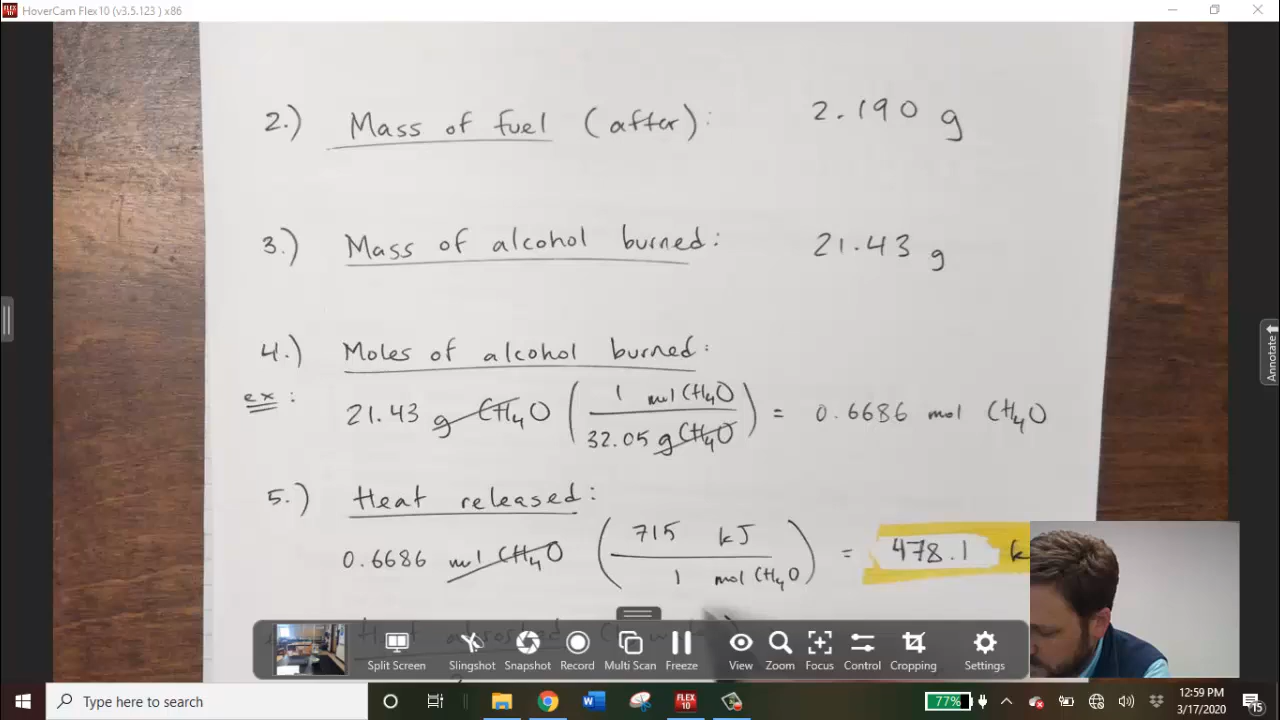 FLEX 10 HoverCam Flex10 (v3.5.123) x86
2.) Mass of fuel (after): 2.190 g
3.) Mass of alcohol burned: 21.43 g
Annotate
4.) Moles of alcohol burned:
ex:
21.43 g CH4O (1 mol CH4O / 32.05 g CH4O) = 0.6686 mol CH4O
5.) Heat released:
0.6686 mol CH4O (715 kJ / 1 mol CH4O) = 478.1 k
Split Screen Slingshot Snapshot Record Multi Scan Freeze View Zoom Focus Control Cropping Settings
Type here to search
FLEX 10
77%
12:59 PM
3/17/2020
15